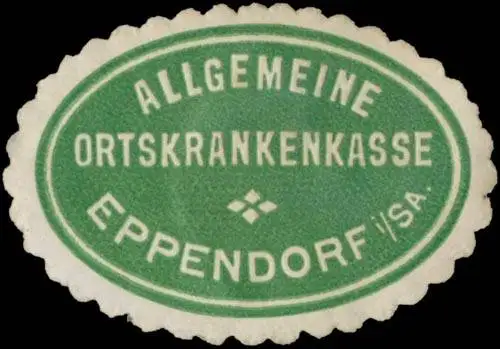 ALLGEMEINE
ORTSKRANKENKASSE
EPPENDORF i/SA.